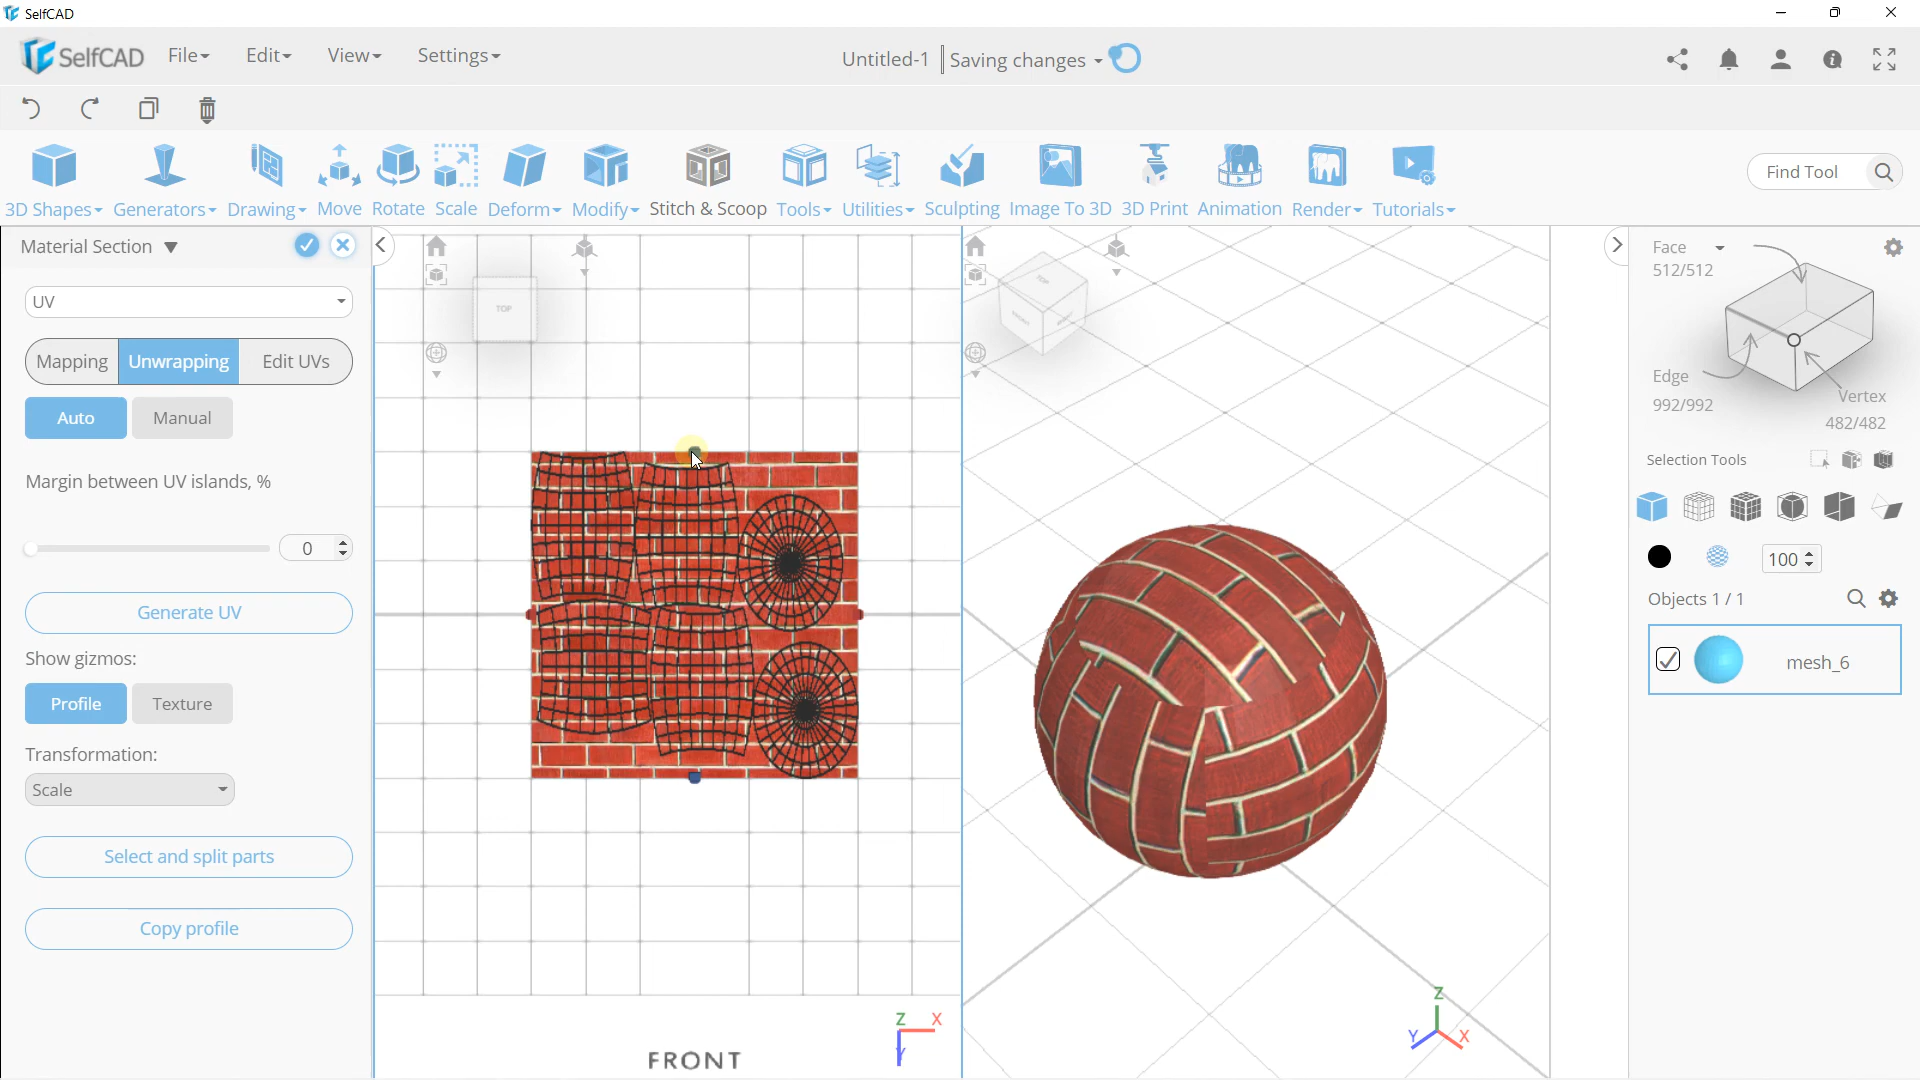 SelfCAD
SelfCAD File Edit View Settings Untitled-1 Saving changes
3D Shapes Generators Drawing Move Rotate Scale Deform Modify Stitch & Scoop Tools Utilities Sculpting Image To 3D 3D Print Animation Render Tutorials Find Tool
Material Section
UV
Mapping Unwrapping Edit UVs
Auto Manual
Margin between UV islands, %
0
Generate UV
Show gizmos:
Profile Texture
Transformation:
Scale
Select and split parts
Copy profile
TOP
Z X
Y
FRONT
TOP
FRONT
Z
Y X
Face
512/512
Edge
992/992
Vertex
482/482
Selection Tools
100
Objects 1 / 1
mesh_6